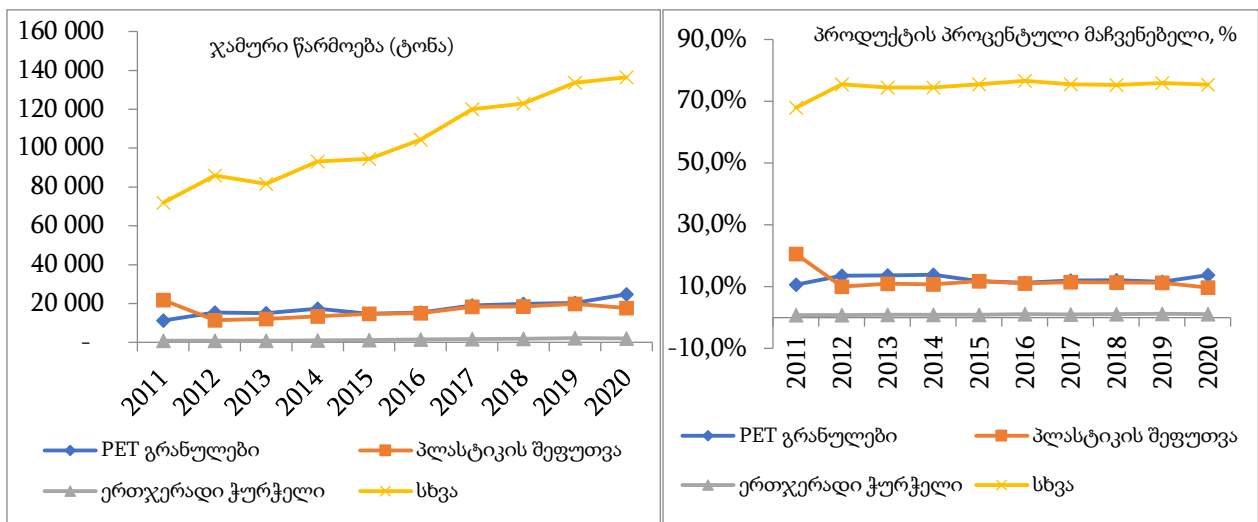 ჯამური წარმოება (ტონა)
160 000
140 000
120 000
100 000
80 000
60 000
40 000
20 000
-
2011 2012 2013 2014 2015 2016 2017 2018 2019 2020
PET გრანულები პლასტიკის შეფუთვა
ერთჯერადი ჭურჭელი სხვა
პროდუქტის პროცენტული მაჩვენებელი, %
90,0%
70,0%
50,0%
30,0%
10,0%
-10,0%
2011 2012 2013 2014 2015 2016 2017 2018 2019 2020
PET გრანულები პლასტიკის შეფუთვა
ერთჯერადი ჭურჭელი სხვა